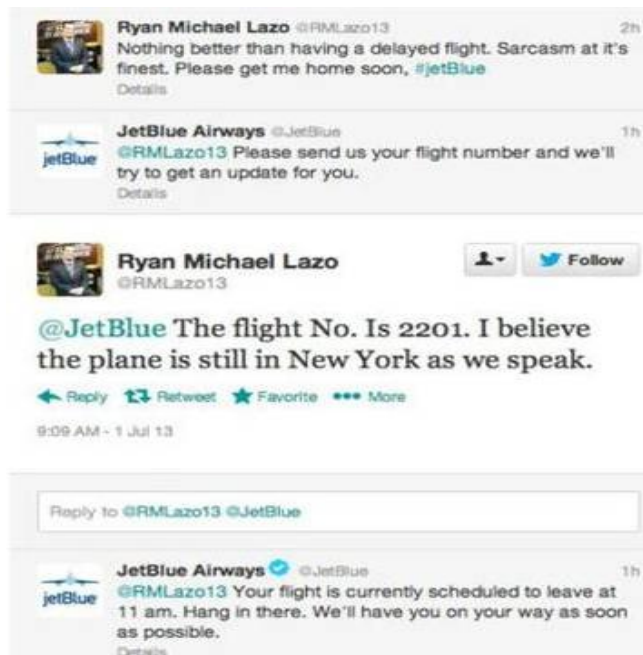 Ryan Michael Lazo @RMLazo13 2h
Nothing better than having a delayed flight. Sarcasm at it's
finest. Please get me home soon, #jetBlue
Details
JetBlue Airways @JetBlue 1h
jetBlue @RMLazo13 Please send us your flight number and we'll
try to get an update for you.
Details
Ryan Michael Lazo Follow
@RMLazo13
@JetBlue The flight No. Is 2201. I believe
the plane is still in New York as we speak.
Reply Retweet Favorite More
9:09 AM - 1 Jul 13
Reply to @RMLazo13 @JetBlue
JetBlue Airways @JetBlue 1h
jetBlue @RMLazo13 Your flight is currently scheduled to leave at
11 am. Hang in there. We'll have you on your way as soon
as possible.
Details